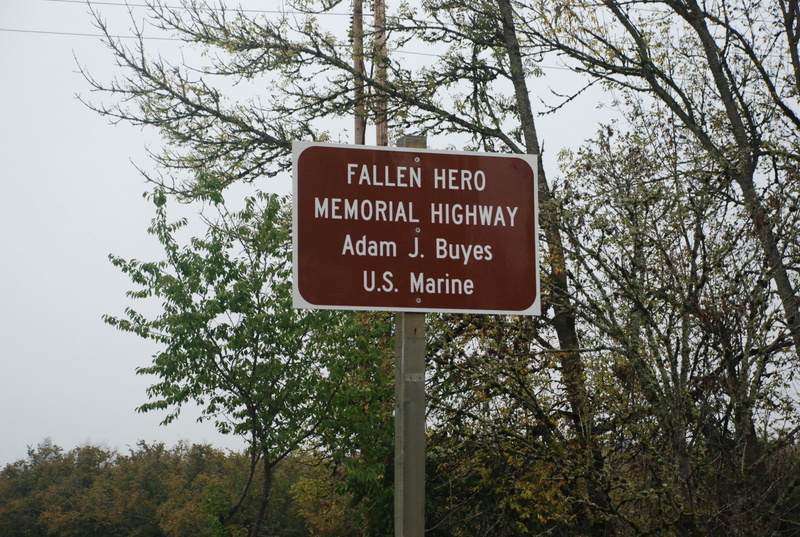 FALLEN HERO
MEMORIAL HIGHWAY
Adam J. Buyes
U.S. Marine